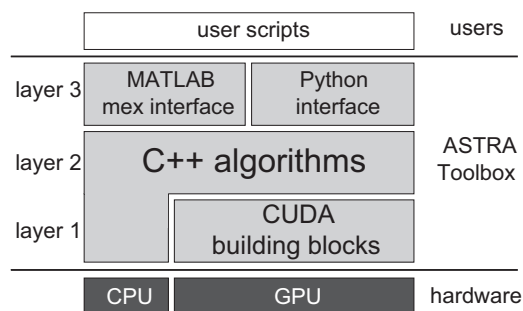 user scripts
users
layer 3
MATLAB
mex interface
Python
interface
layer 2
C++ algorithms
ASTRA
Toolbox
layer 1
CUDA
building blocks
CPU
GPU
hardware